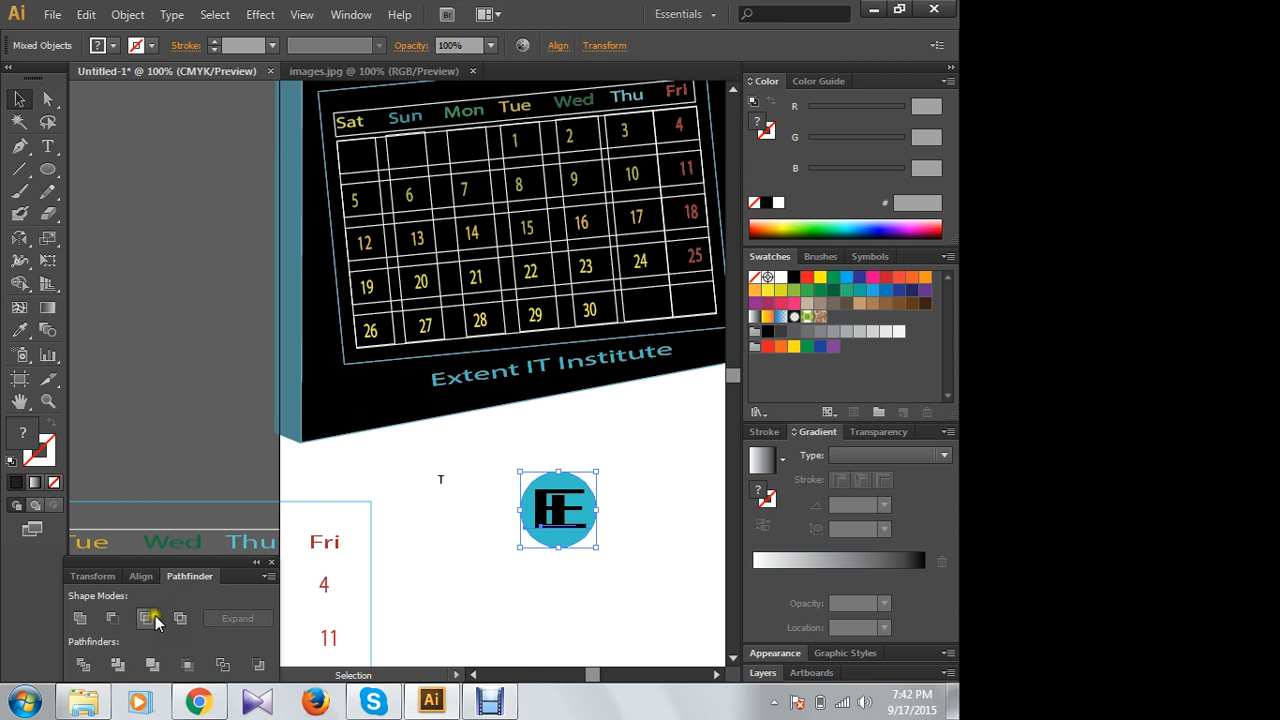 Ai File Edit Object Type Select Effect View Window Help Br Essentials
Mixed Objects ? Stroke: Opacity: 100% Align Transform
Untitled-1* @ 100% (CMYK/Preview) × images.jpg @ 100% (RGB/Preview) ×
Color Color Guide
R
G
B
#
Swatches Brushes Symbols
Stroke Gradient Transparency
Type:
Stroke:
Opacity:
Location:
Appearance Graphic Styles
Layers Artboards
Sat Sun Mon Tue Wed Thu Fri
1 2 3 4
5 6 7 8 9 10 11
12 13 14 15 16 17 18
19 20 21 22 23 24 25
26 27 28 29 30
Extent IT Institute
T
E
Tue Wed Thu Fri
4
11
Transform Align Pathfinder
Shape Modes:
Expand
Pathfinders:
Selection
Ai
7:42 PM
9/17/2015